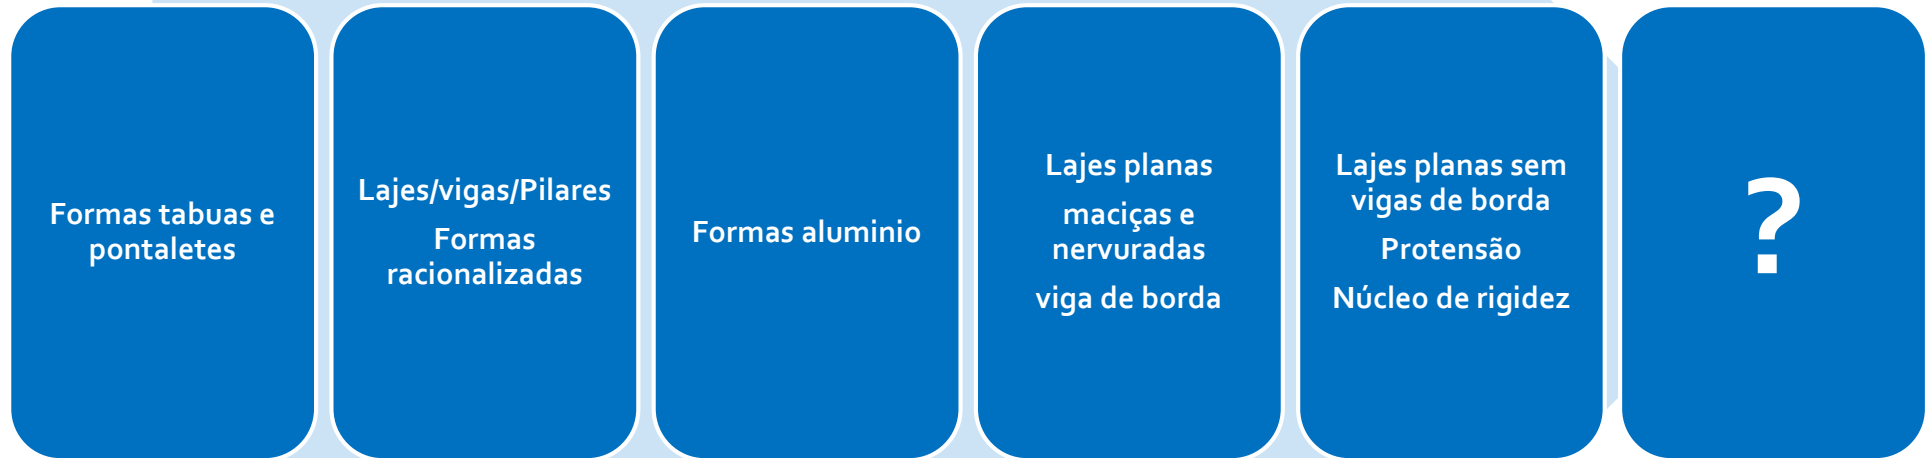 Formas tabuas e
pontaletes
Lajes/vigas/Pilares
Formas
racionalizadas
Formas aluminio
Lajes planas
maciças e
nervuradas
viga de borda
Lajes planas sem
vigas de borda
Protensão
Núcleo de rigidez
?